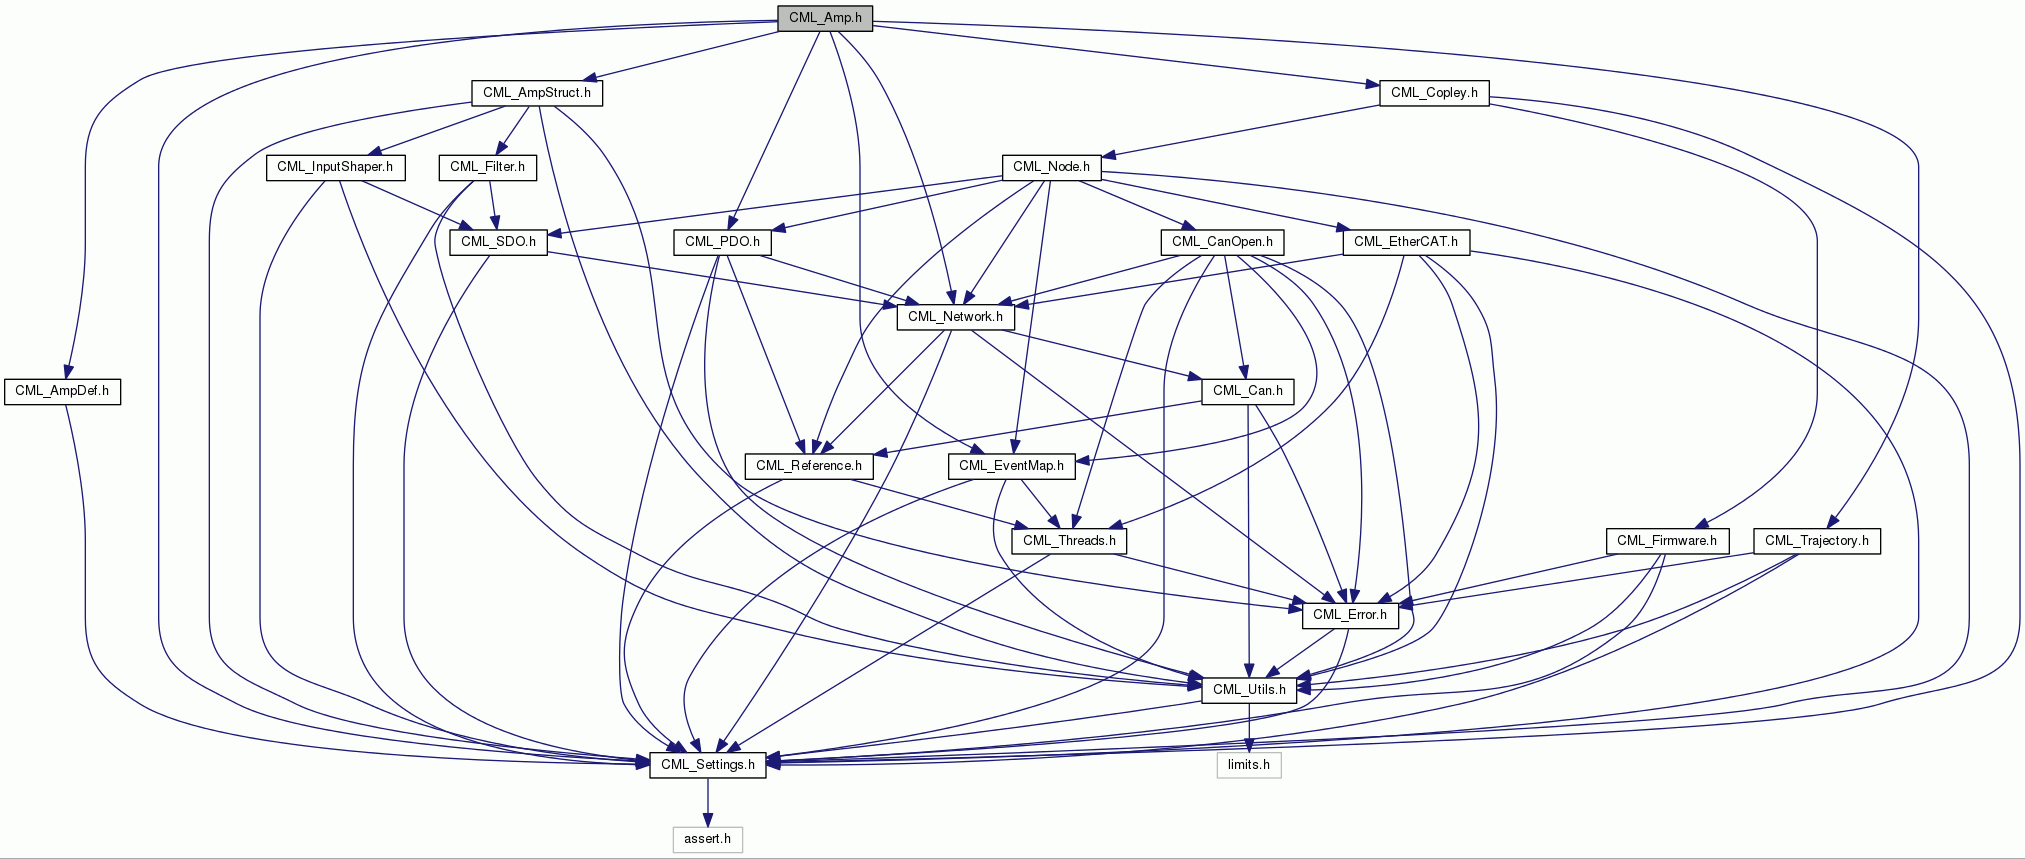 CML_Amp.h
CML_AmpStruct.h
CML_Copley.h
CML_InputShaper.h
CML_Filter.h
CML_Node.h
CML_SDO.h
CML_PDO.h
CML_CanOpen.h
CML_EtherCAT.h
CML_Network.h
CML_AmpDef.h
CML_Can.h
CML_Reference.h
CML_EventMap.h
CML_Threads.h
CML_Firmware.h
CML_Trajectory.h
CML_Error.h
CML_Utils.h
CML_Settings.h
limits.h
assert.h